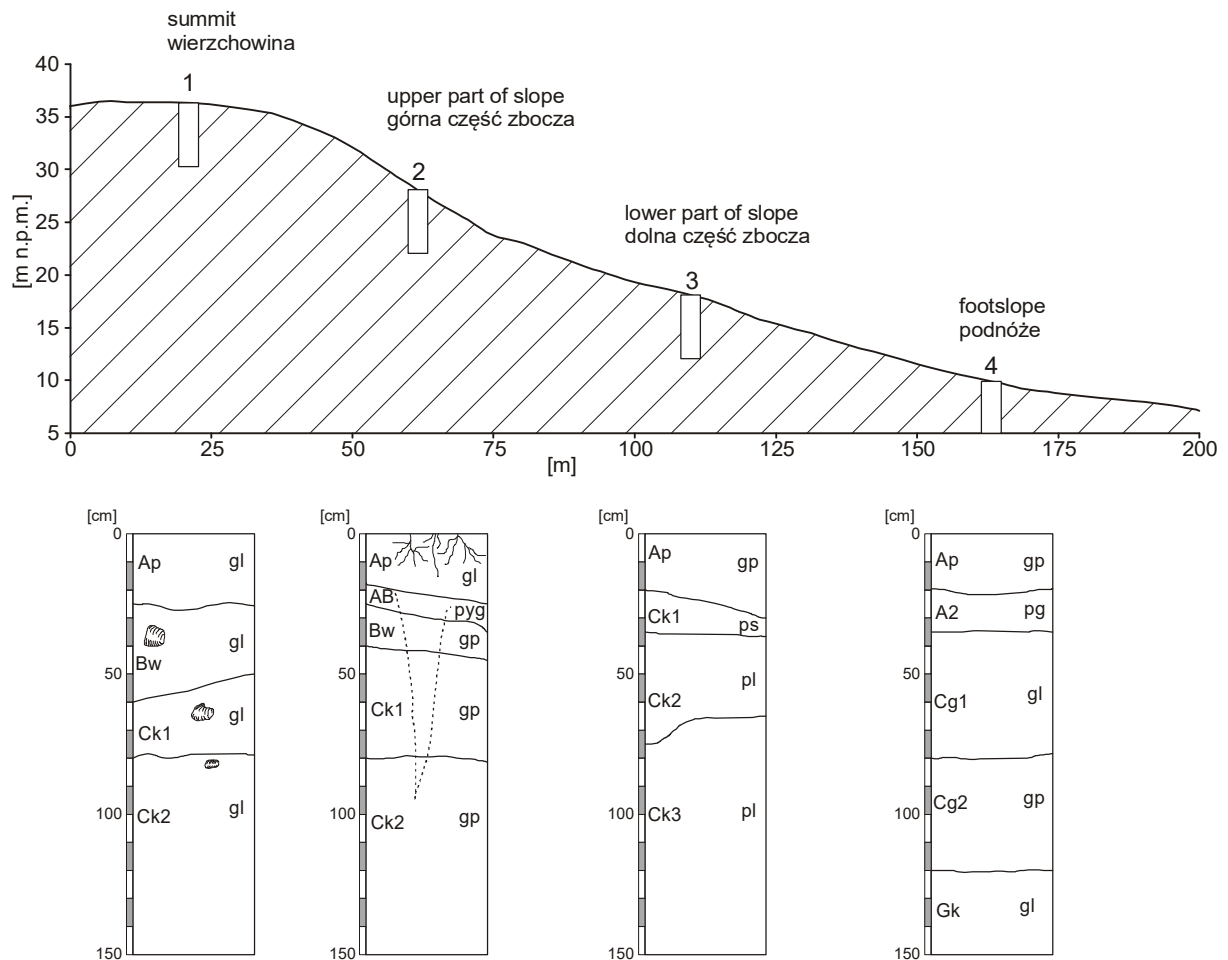 summit
wierzchowina
40
1
upper part of slope
górna część zbocza
35
30
2
[m n.p.m.]
25
lower part of slope
dolna część zbocza
20
3
15
footslope
podnóże
10
4
5
0 25 50 75 100 125 150 175 200
[m]
[cm] [cm] [cm] [cm]
0 0 0 0
Ap gl
Bw gl
50
Ck1 gl
100
Ck2 gl
150
Ap gl
AB pyg
Bw gp
50
Ck1 gp
100
Ck2 gp
150
Ap gp
Ck1 ps
50
Ck2 pl
100
Ck3 pl
150
Ap gp
A2 pg
50
Cg1 gl
100
Cg2 gp
Gk gl
150